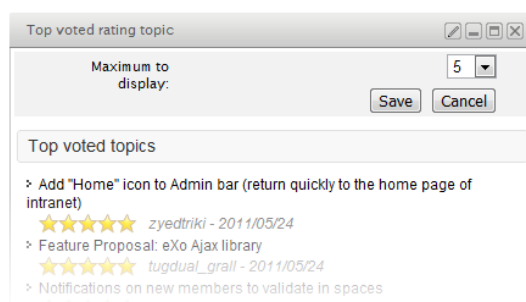 Top voted rating topic
Maximum to
display:
5
Save Cancel
Top voted topics
Add "Home" icon to Admin bar (return quickly to the home page of
intranet)
zyedtriki - 2011/05/24
Feature Proposal: eXo Ajax library
tugdual_grall - 2011/05/24
Notifications on new members to validate in spaces